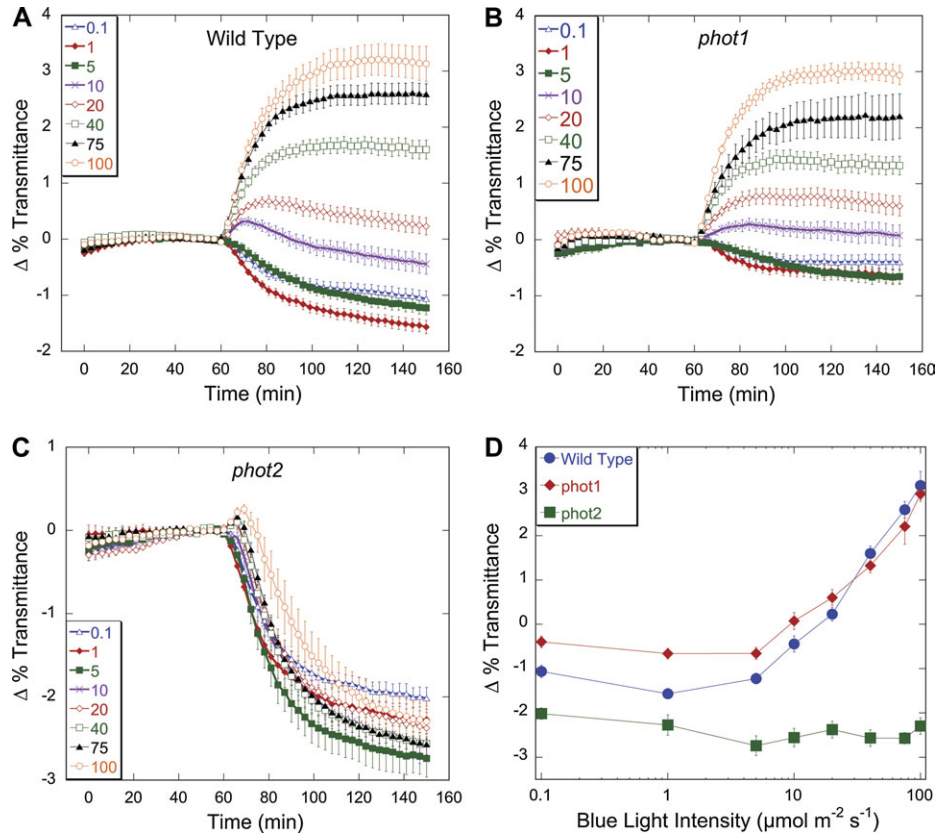 A
Wild Type
0.1
1
5
10
20
40
75
100
4
3
2
1
0
-1
-2
Δ % Transmittance
0 20 40 60 80 100 120 140 160
Time (min)
B
phot1
0.1
1
5
10
20
40
75
100
4
3
2
1
0
-1
-2
Δ % Transmittance
0 20 40 60 80 100 120 140 160
Time (min)
C
phot2
0.1
1
5
10
20
40
75
100
1
0
-1
-2
-3
Δ % Transmittance
0 20 40 60 80 100 120 140 160
Time (min)
D
Wild Type
phot1
phot2
4
3
2
1
0
-1
-2
-3
Δ % Transmittance
0.1 1 10 100
Blue Light Intensity (µmol m⁻² s⁻¹)